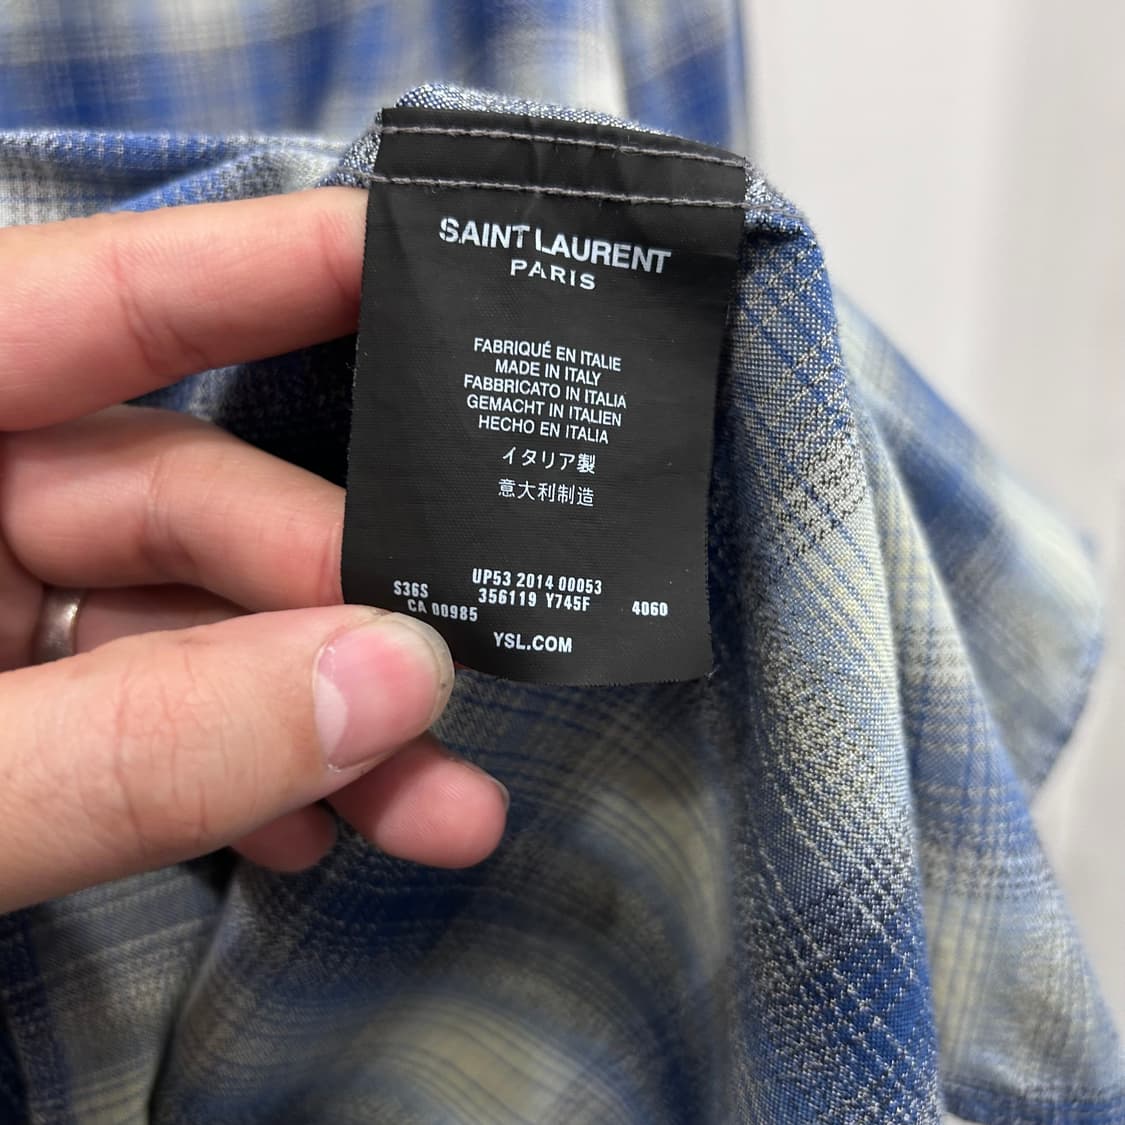 SAINT LAURENT
PARIS
FABRIQUÉ EN ITALIE
MADE IN ITALY
FABBRICATO IN ITALIA
GEMACHT IN ITALIEN
HECHO EN ITALIA
イタリア製
意大利制造
UP53 2014 00053
S36S 356119 Y745F 4060
CA 00985
YSL.COM